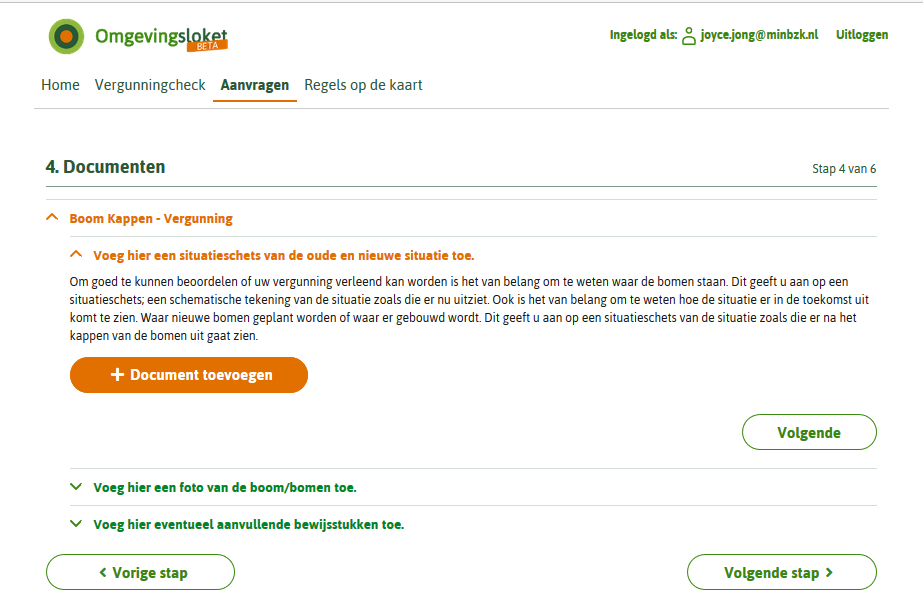 Omgevingsloket
BETA
Ingelogd als: joyce.jong@minbzk.nl Uitloggen
Home Vergunningcheck Aanvragen Regels op de kaart
4. Documenten
Stap 4 van 6
Boom Kappen - Vergunning
Voeg hier een situatieschets van de oude en nieuwe situatie toe.
Om goed te kunnen beoordelen of uw vergunning verleend kan worden is het van belang om te weten waar de bomen staan. Dit geeft u aan op een
situatieschets; een schematische tekening van de situatie zoals die er nu uitziet. Ook is het van belang om te weten hoe de situatie er in de toekomst uit
komt te zien. Waar nieuwe bomen geplant worden of waar er gebouwd wordt. Dit geeft u aan op een situatieschets van de situatie zoals die er na het
kappen van de bomen uit gaat zien.
+ Document toevoegen
Volgende
Voeg hier een foto van de boom/bomen toe.
Voeg hier eventueel aanvullende bewijsstukken toe.
< Vorige stap
Volgende stap >